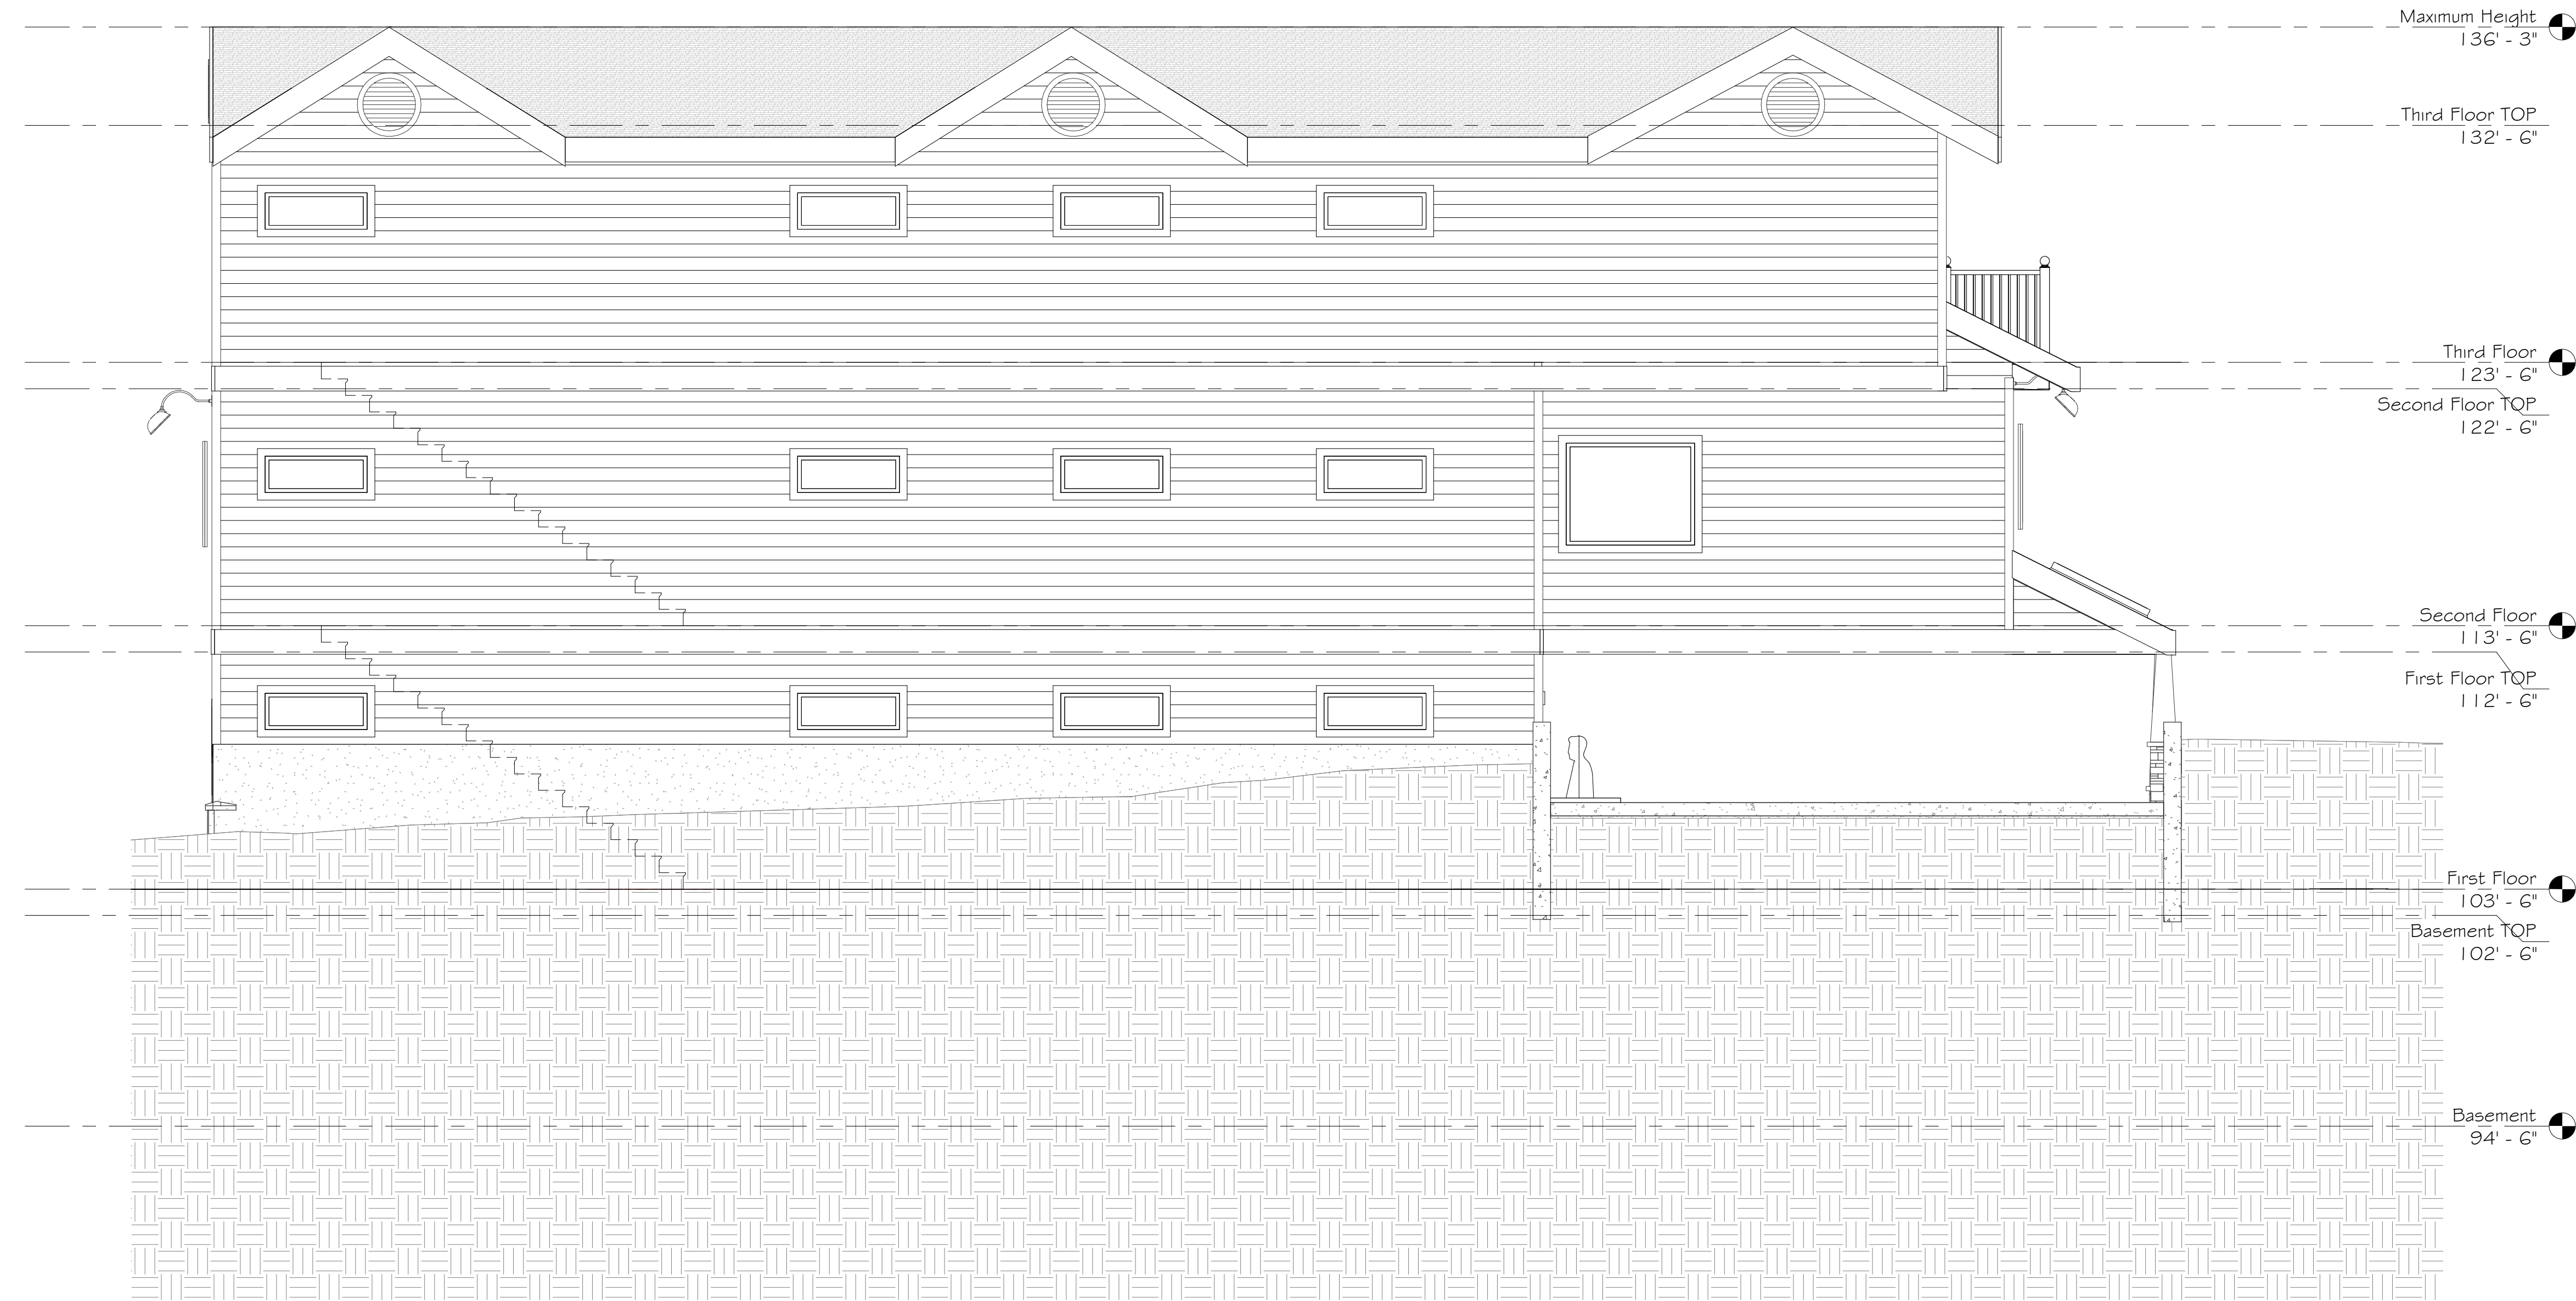 Maximum Height
136' - 3"
Third Floor TOP
132' - 6"
Third Floor
123' - 6"
Second Floor TOP
122' - 6"
Second Floor
113' - 6"
First Floor TOP
112' - 6"
First Floor
103' - 6"
Basement TOP
102' - 6"
Basement
94' - 6"